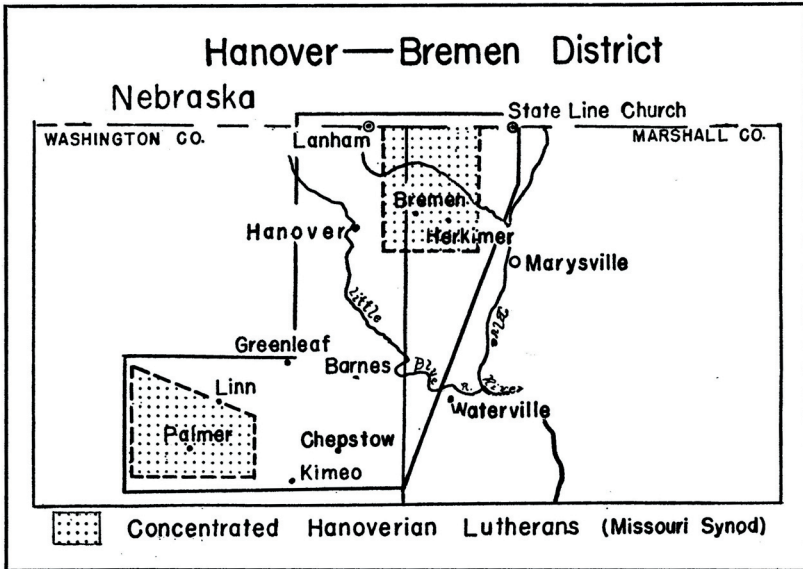 Hanover — Bremen District
Nebraska
State Line Church
WASHINGTON CO.
Lanham
MARSHALL CO.
Bremen
Hanover
Herkimer
Marysville
Little
Blue
Greenleaf
Barnes
Blue
R.
River
Linn
Waterville
Palmer
Chepstow
Kimeo
Concentrated Hanoverian Lutherans (Missouri Synod)